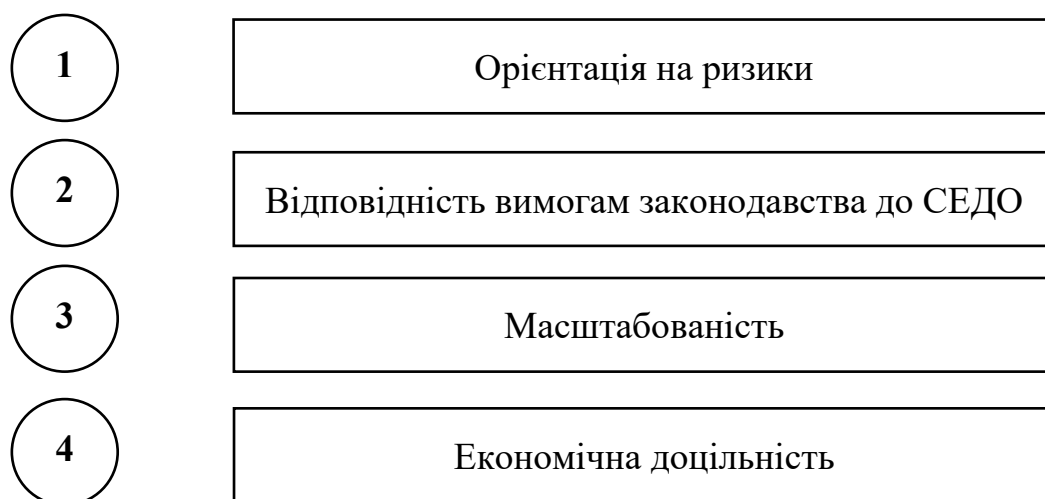 1
Орієнтація на ризики
2
Відповідність вимогам законодавства до СЕДО
3
Масштабованість
4
Економічна доцільність